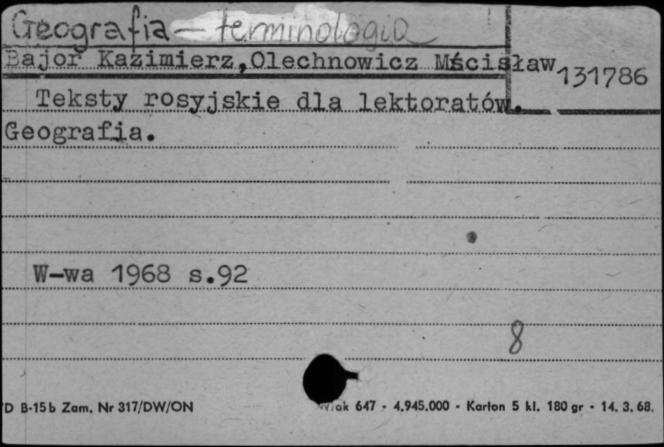 Geografia — terminologia
Bajor Kazimierz,Olechnowicz Mścisław
131786
Teksty rosyjskie dla lektoratów.
Geografia.
W-wa 1968 s.92
8
D B-15b Zam. Nr 317/DW/ON
647 - 4.945.000 - Karton 5 kl. 180 gr - 14. 3. 68.